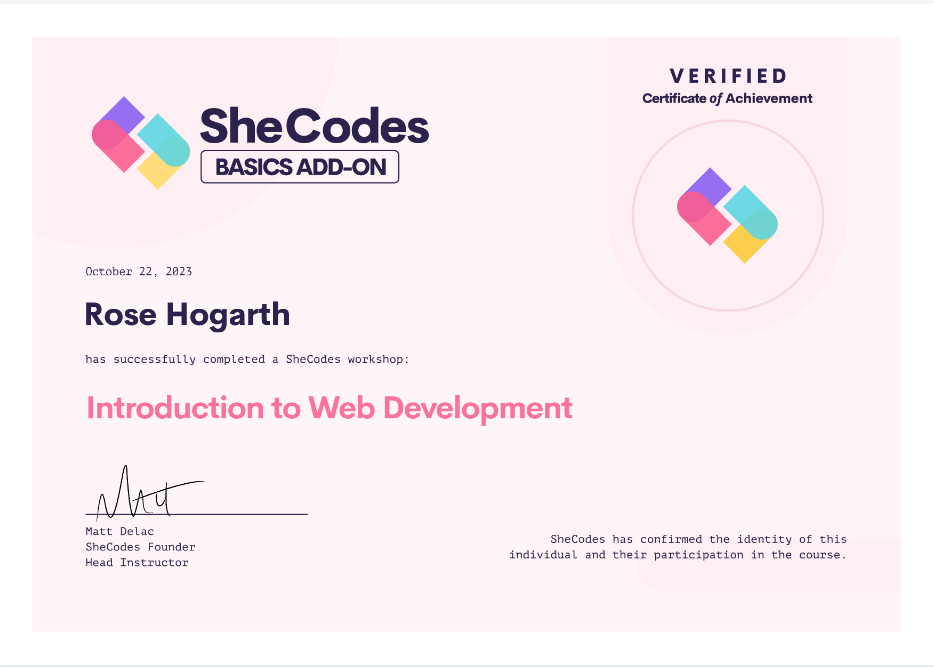 SheCodes
BASICS ADD-ON
VERIFIED
Certificate of Achievement
October 22, 2023
Rose Hogarth
has successfully completed a SheCodes workshop:
Introduction to Web Development
Matt
Matt Delac
SheCodes Founder
Head Instructor
SheCodes has confirmed the identity of this
individual and their participation in the course.